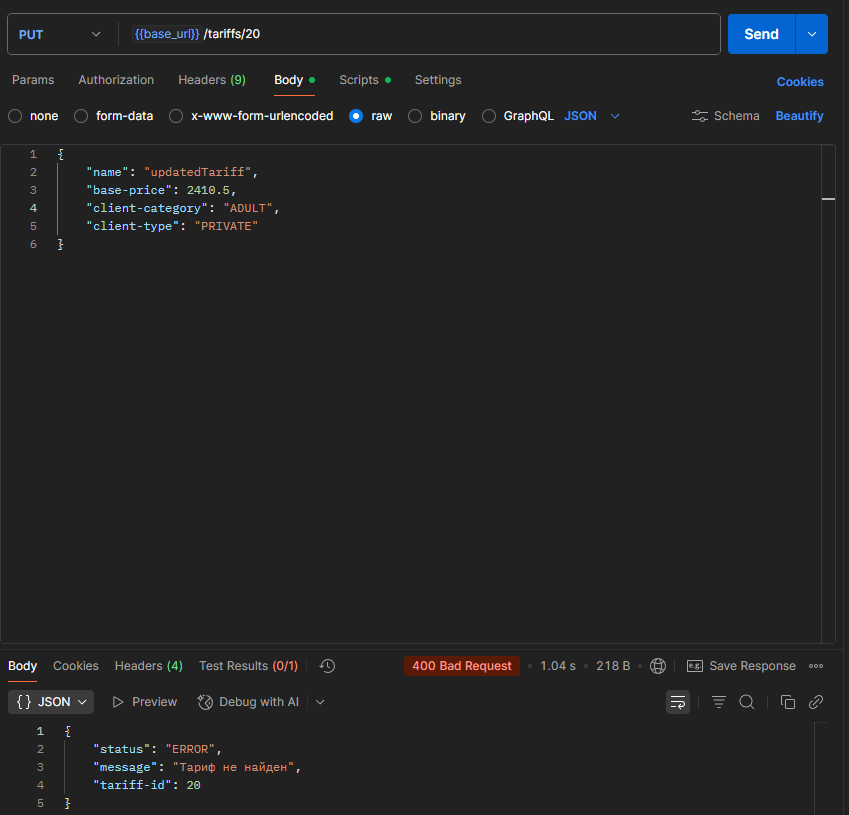 PUT {{base_url}}/tariffs/20 Send
Params Authorization Headers (9) Body Scripts Settings Cookies
none form-data x-www-form-urlencoded raw binary GraphQL JSON Schema Beautify
1 {
2 "name": "updatedTariff",
3 "base-price": 2410.5,
4 "client-category": "ADULT",
5 "client-type": "PRIVATE"
6 }
Body Cookies Headers (4) Test Results (0/1) 400 Bad Request • 1.04 s • 218 B • e.g. Save Response
{} JSON Preview Debug with AI
1 {
2 "status": "ERROR",
3 "message": "Тариф не найден",
4 "tariff-id": 20
5 }